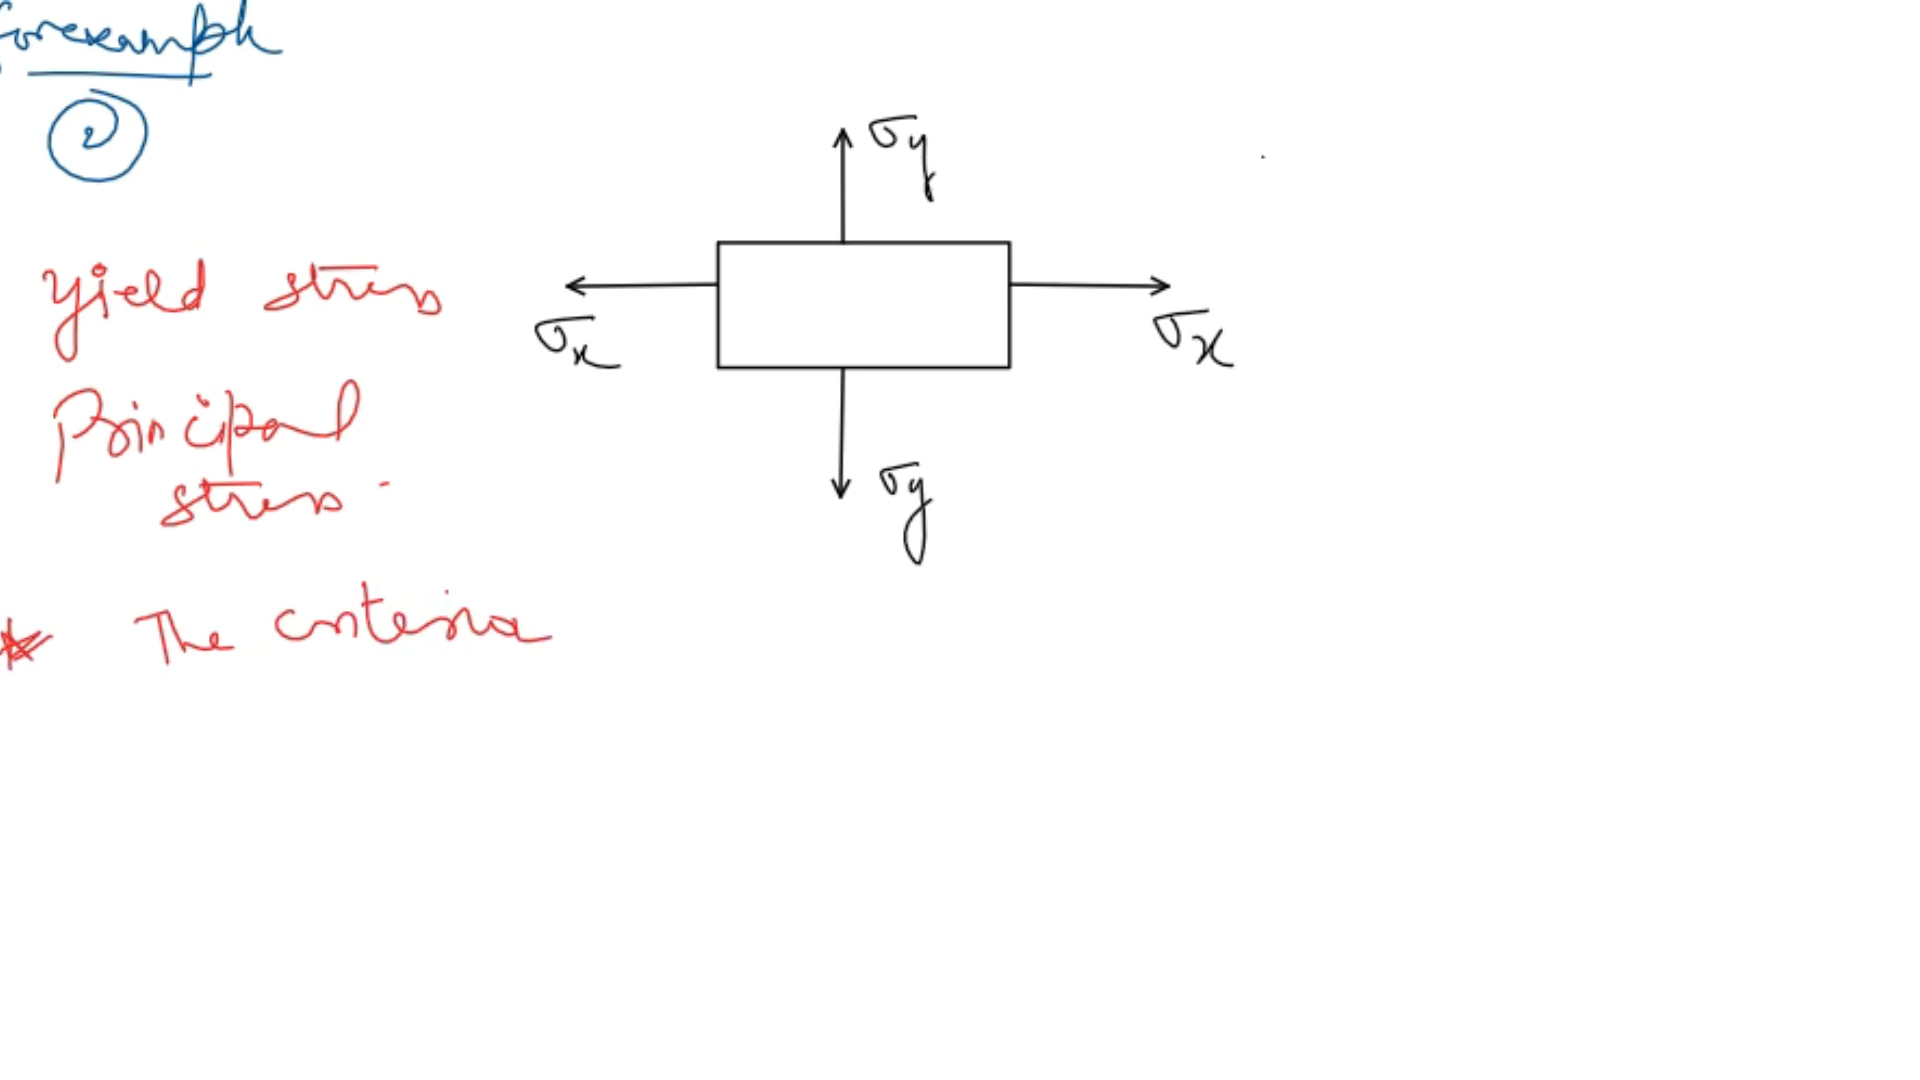 for example
2
σy
Yield stress
σx
σx
Principal
stress
σy
* The criteria